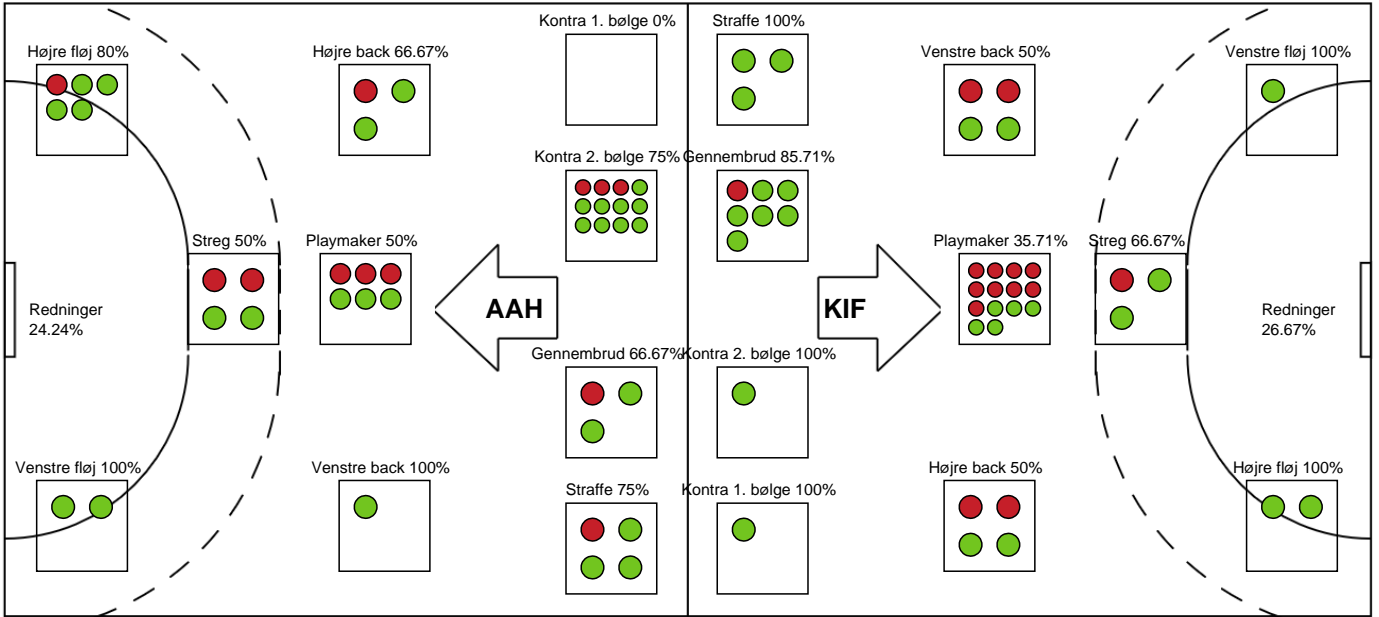 Kontra 1. bølge 0%
Straffe 100%
Højre fløj 80%
Højre back 66.67%
Venstre back 50%
Venstre fløj 100%
Kontra 2. bølge 75%
Gennembrud 85.71%
Streg 50%
Playmaker 50%
Playmaker 35.71%
Streg 66.67%
Redninger
24.24%
AAH
KIF
Redninger
26.67%
Gennembrud 66.67%
Kontra 2. bølge 100%
Venstre fløj 100%
Venstre back 100%
Straffe 75%
Kontra 1. bølge 100%
Højre back 50%
Højre fløj 100%